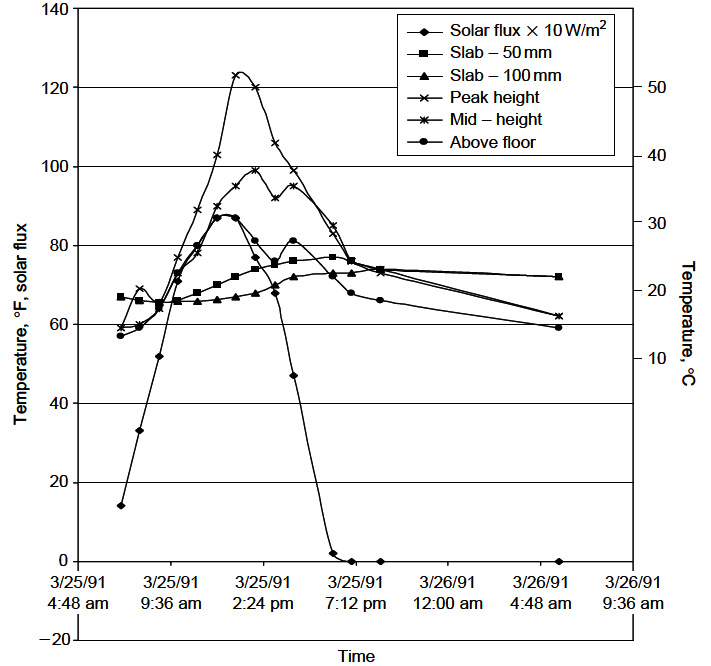 140
120
100
80
60
40
20
0
−20
Temperature, °F, solar flux
Solar flux × 10 W/m²
Slab – 50 mm
Slab – 100 mm
Peak height
Mid – height
Above floor
50
40
30
20
10
Temperature, °C
3/25/91 3/25/91 3/25/91 3/25/91 3/26/91 3/26/91 3/26/91
4:48 am 9:36 am 2:24 pm 7:12 pm 12:00 am 4:48 am 9:36 am
Time